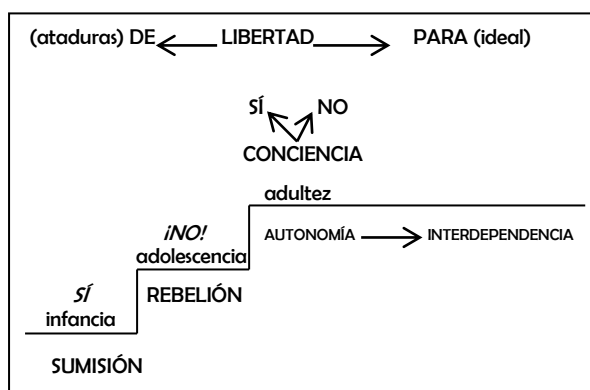 (ataduras) DE LIBERTAD PARA (ideal)
SÍ NO
CONCIENCIA
adultez
¡NO!
adolescencia
AUTONOMÍA INTERDEPENDENCIA
SÍ
infancia
REBELIÓN
SUMISIÓN